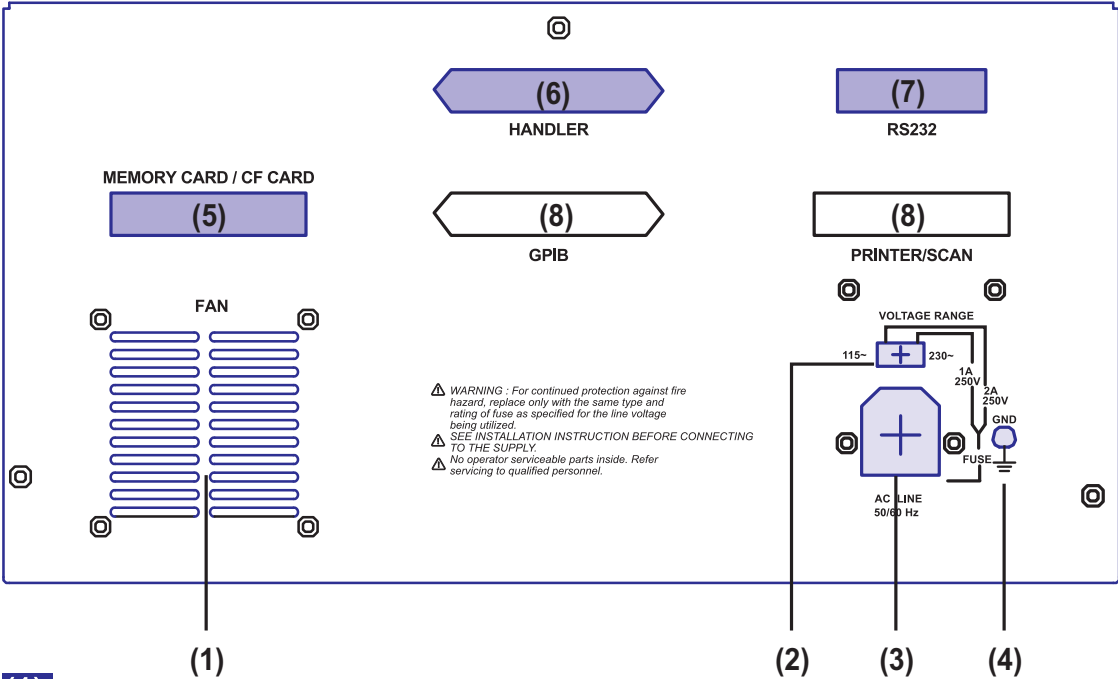 (6)
HANDLER
(7)
RS232
MEMORY CARD / CF CARD
(5)
(8)
GPIB
(8)
PRINTER/SCAN
FAN
VOLTAGE RANGE
115~
230~
1A
250V
2A
250V
GND
FUSE
AC LINE
50/60 Hz
WARNING : For continued protection against fire
hazard, replace only with the same type and
rating of fuse as specified for the line voltage
being utilized.
SEE INSTALLATION INSTRUCTION BEFORE CONNECTING
TO THE SUPPLY.
No operator serviceable parts inside. Refer
servicing to qualified personnel.
(1)
(2)
(3)
(4)